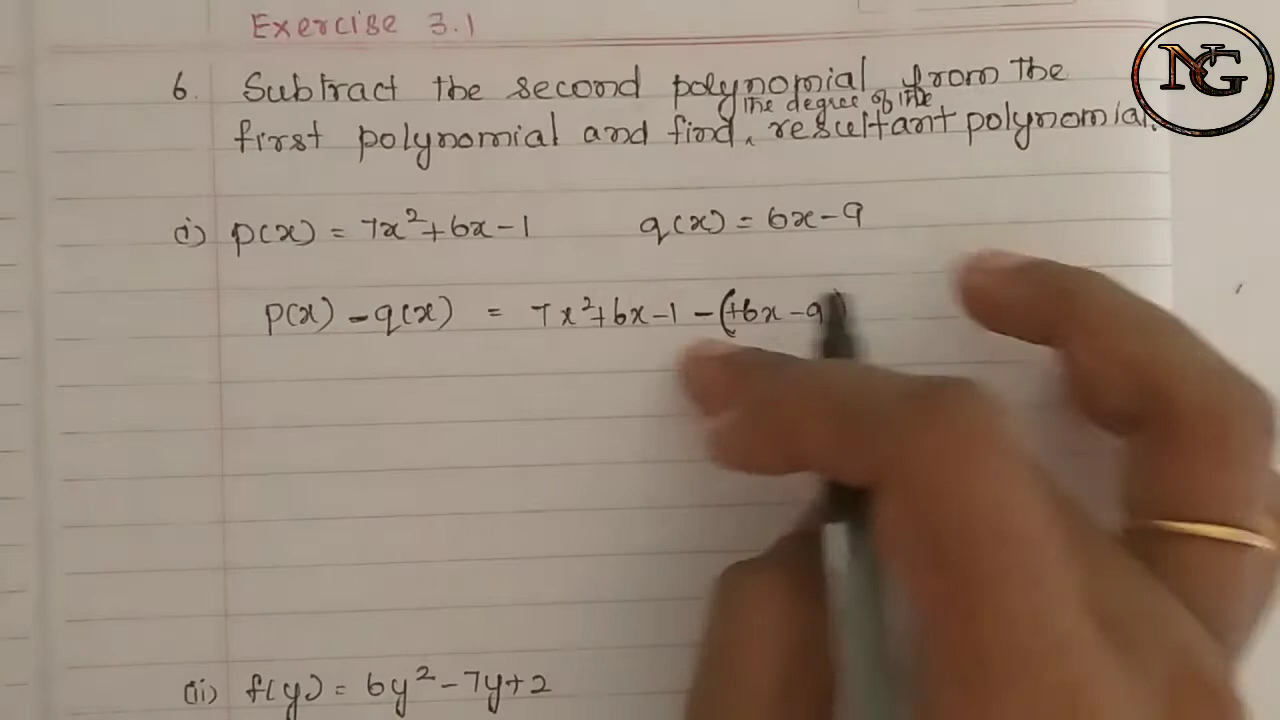 Exercise 3.1
6. Subtract the second polynomial from the
the degree of the
first polynomial and find ‸ resultant polynomial.
i) p(x) = 7x²+6x-1 q(x) = 6x-9
p(x) - q(x) = 7x²+6x-1 -(+6x-9)
(ii) f(y) = 6y²-7y+2
NG